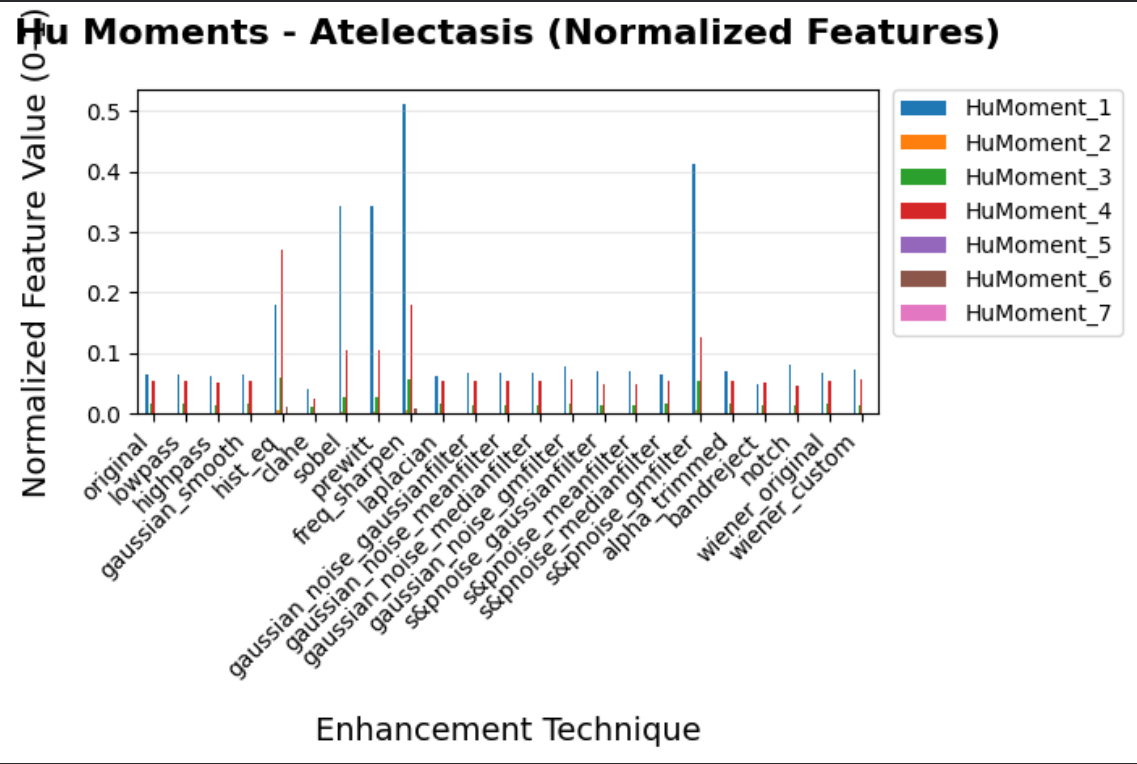 Hu Moments - Atelectasis (Normalized Features)
Normalized Feature Value (0-1)
0.5
0.4
0.3
0.2
0.1
0.0
HuMoment_1
HuMoment_2
HuMoment_3
HuMoment_4
HuMoment_5
HuMoment_6
HuMoment_7
original
lowpass
highpass
gaussian_smooth
hist_eq
clahe
sobel
prewitt
freq_sharpen
laplacian
gaussian_noise_gaussianfilter
gaussian_noise_meanfilter
gaussian_noise_medianfilter
gaussian_noise_gmfilter
s&pnoise_gaussianfilter
s&pnoise_meanfilter
s&pnoise_medianfilter
s&pnoise_gmfilter
alpha_trimmed
bandreject
notch
wiener_original
wiener_custom
Enhancement Technique